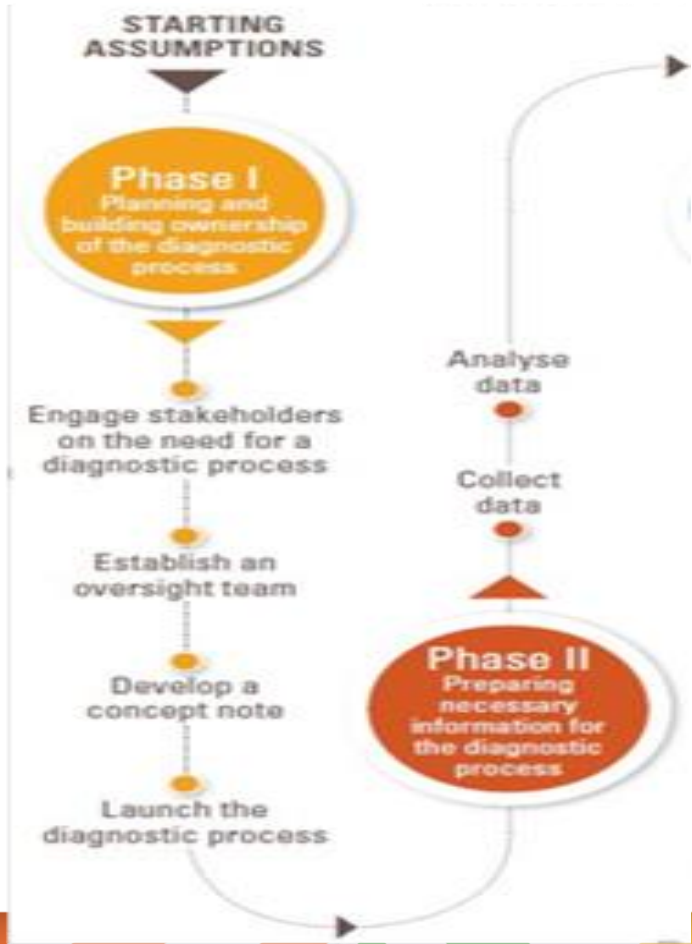 STARTING
ASSUMPTIONS
Phase I
Planning and
building ownership
of the diagnostic
process
Engage stakeholders
on the need for a
diagnostic process
Establish an
oversight team
Develop a
concept note
Launch the
diagnostic process
Phase II
Preparing
necessary
information for
the diagnostic
process
Collect
data
Analyse
data